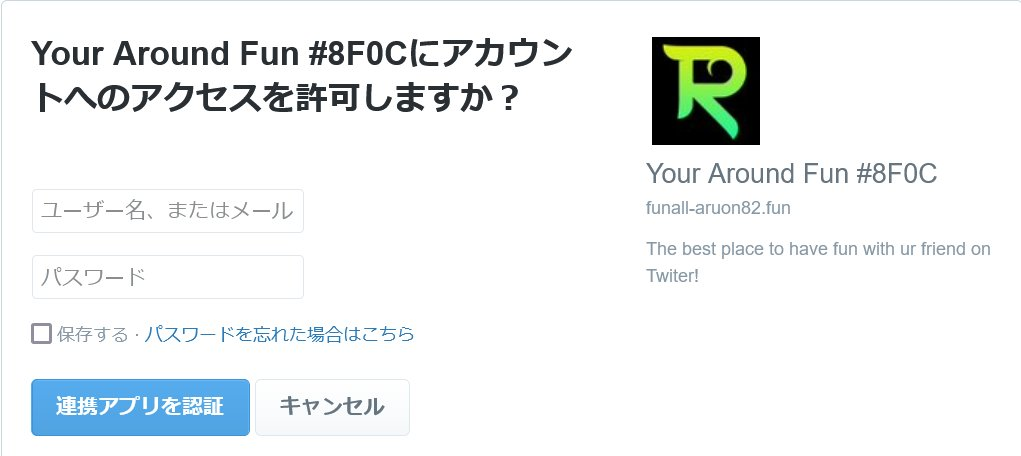 Your Around Fun #8F0Cにアカウン
トへのアクセスを許可しますか？
ユーザー名、またはメール
パスワード
保存する · パスワードを忘れた場合はこちら
連携アプリを認証 キャンセル
Your Around Fun #8F0C
funall-aruon82.fun
The best place to have fun with ur friend on
Twiter!